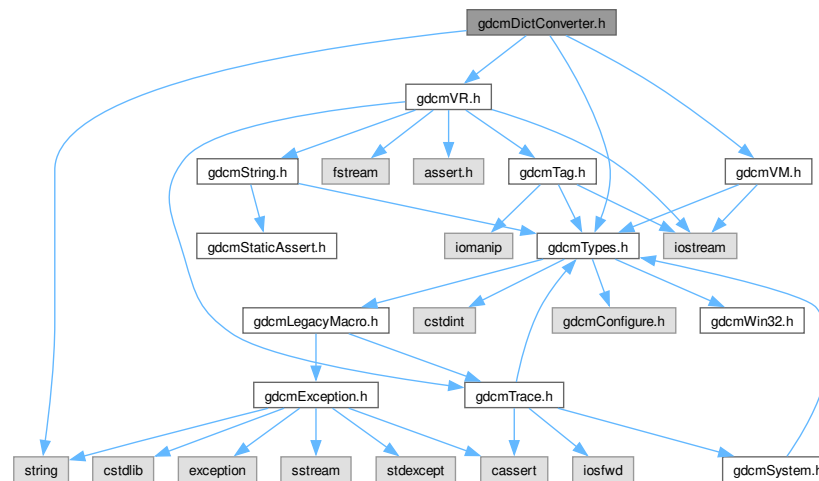 gdcmDictConverter.h
gdcmVR.h
gdcmString.h
fstream
assert.h
gdcmTag.h
gdcmVM.h
gdcmStaticAssert.h
iomanip
gdcmTypes.h
iostream
gdcmLegacyMacro.h
cstdint
gdcmConfigure.h
gdcmWin32.h
gdcmException.h
gdcmTrace.h
string
cstdlib
exception
sstream
stdexcept
cassert
iosfwd
gdcmSystem.h